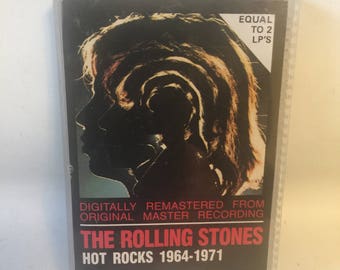 EQUAL
TO 2
LP'S
DIGITALLY REMASTERED FROM
ORIGINAL MASTER RECORDING
THE ROLLING STONES
HOT ROCKS 1964-1971